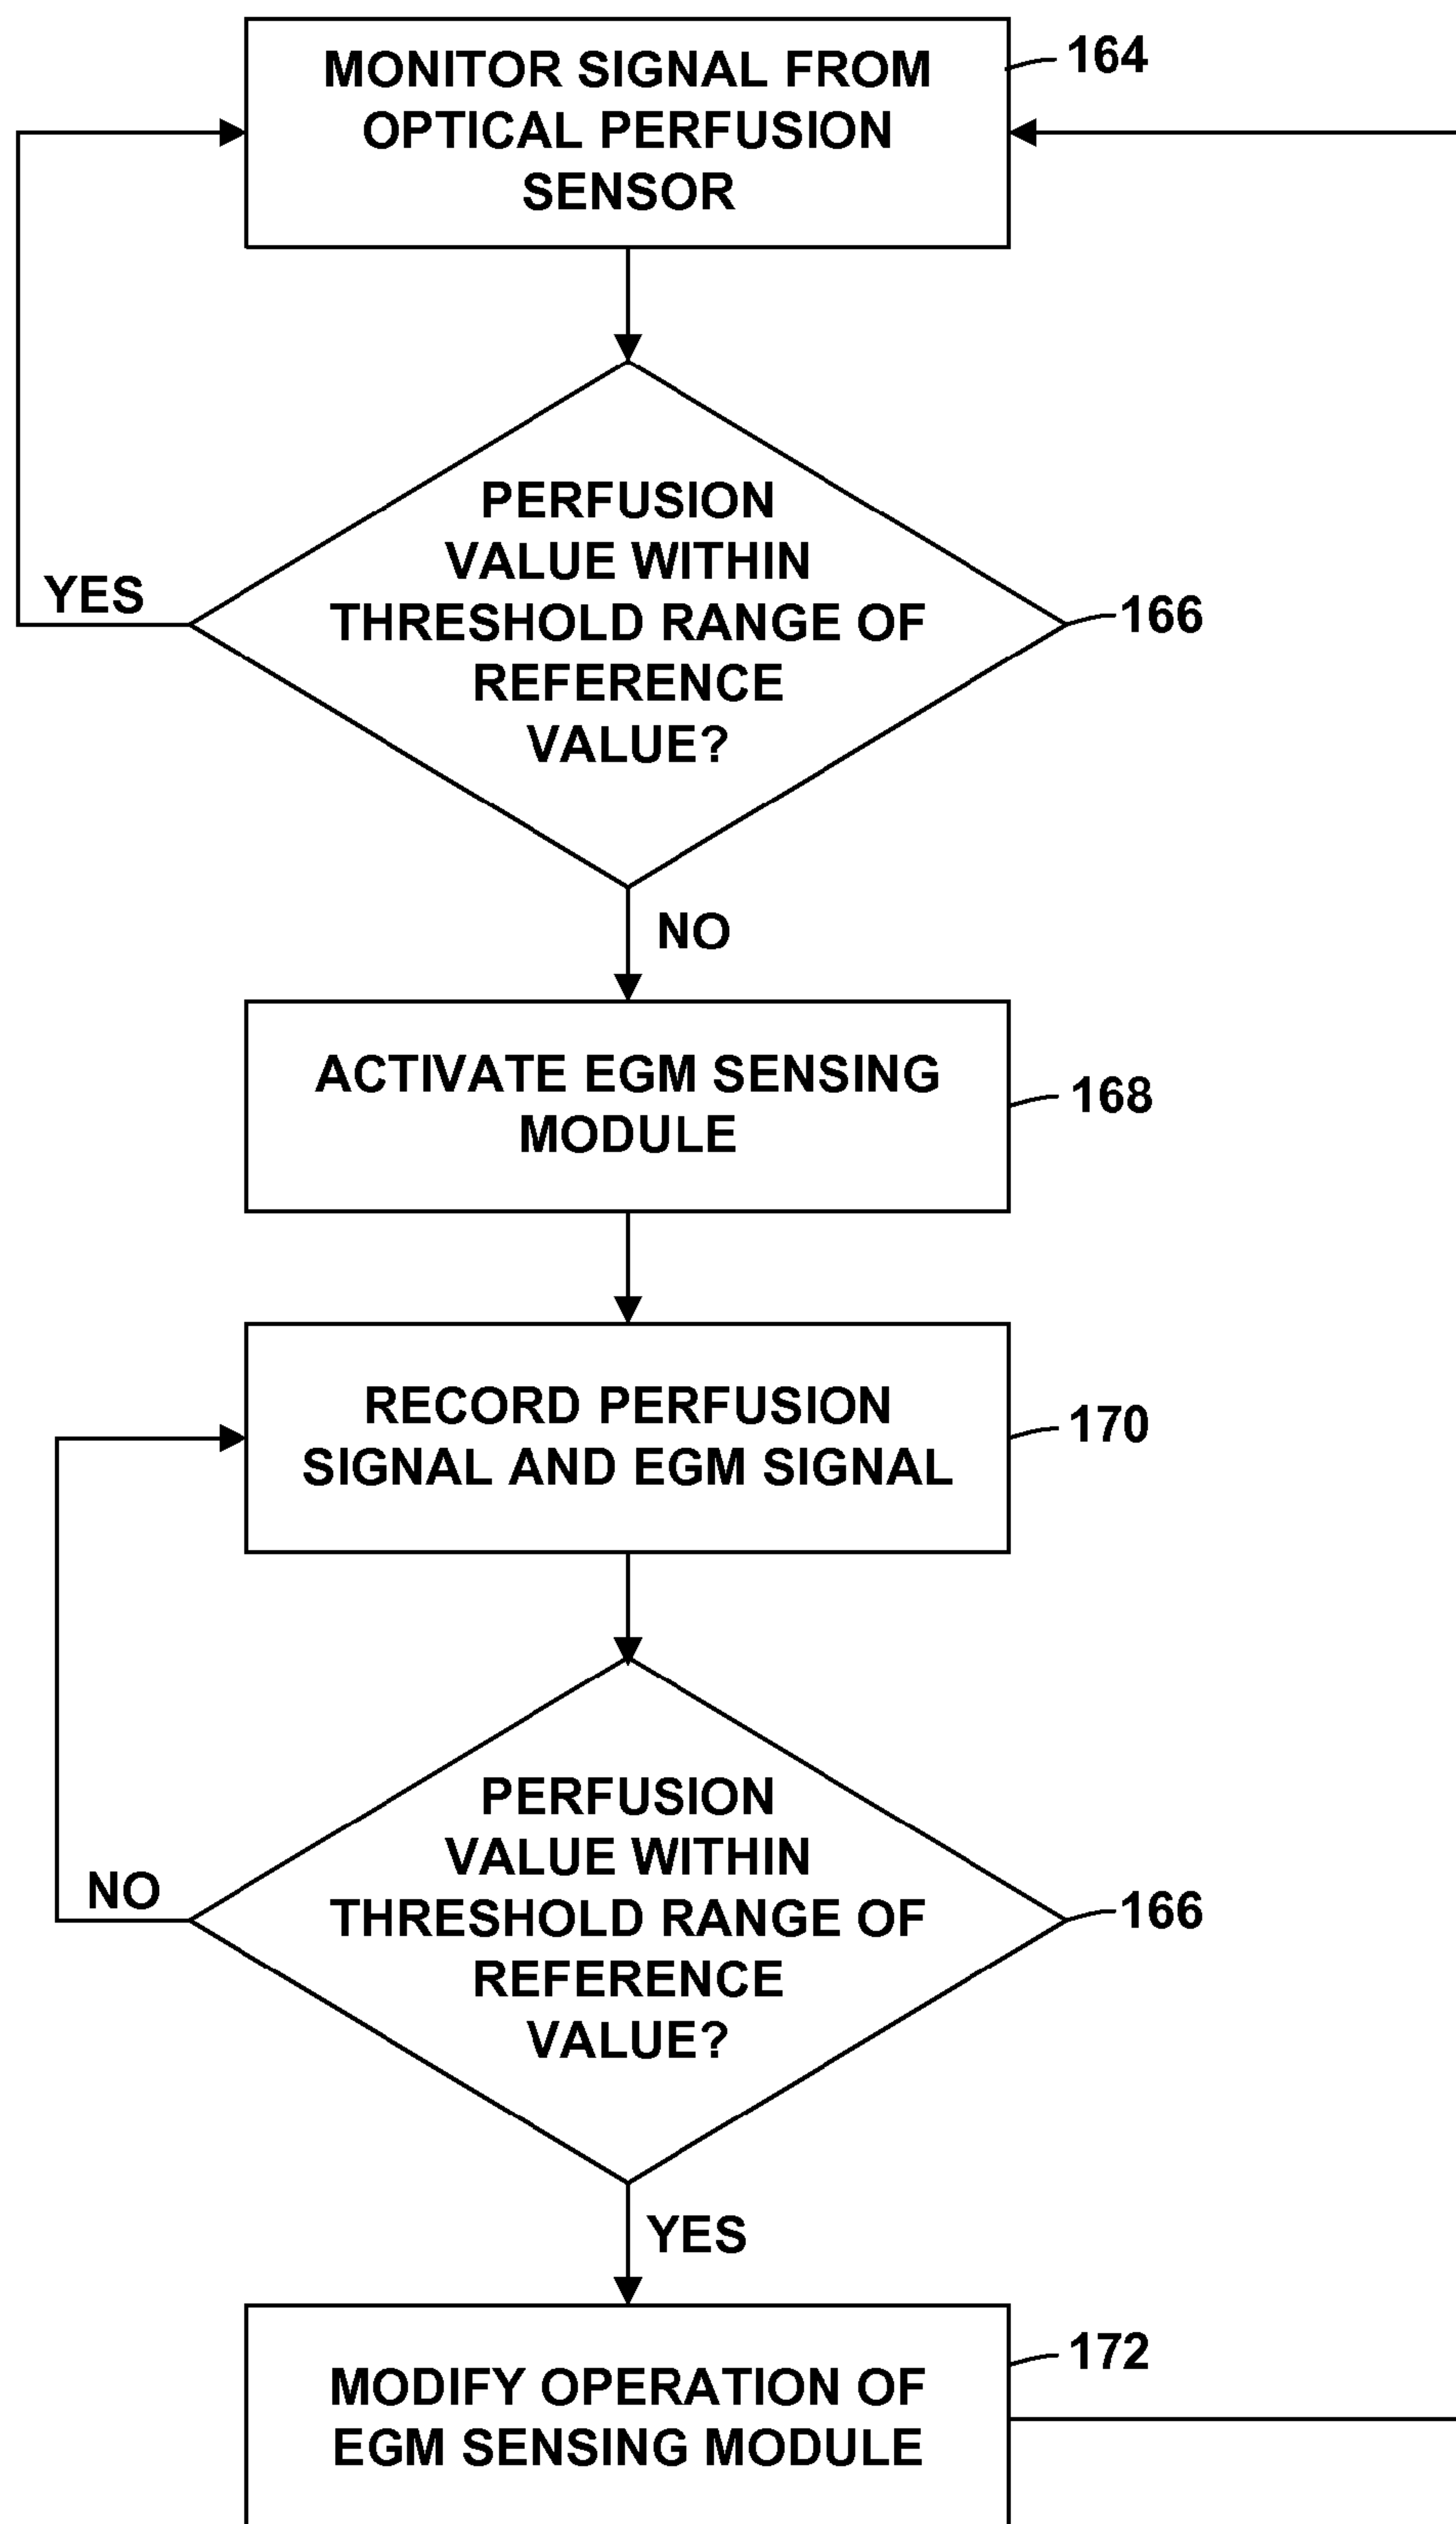 MONITOR SIGNAL FROM
OPTICAL PERFUSION
SENSOR
164
PERFUSION
VALUE WITHIN
THRESHOLD RANGE OF
REFERENCE
VALUE?
166
YES
NO
ACTIVATE EGM SENSING
MODULE
168
RECORD PERFUSION
SIGNAL AND EGM SIGNAL
170
PERFUSION
VALUE WITHIN
THRESHOLD RANGE OF
REFERENCE
VALUE?
166
NO
YES
MODIFY OPERATION OF
EGM SENSING MODULE
172